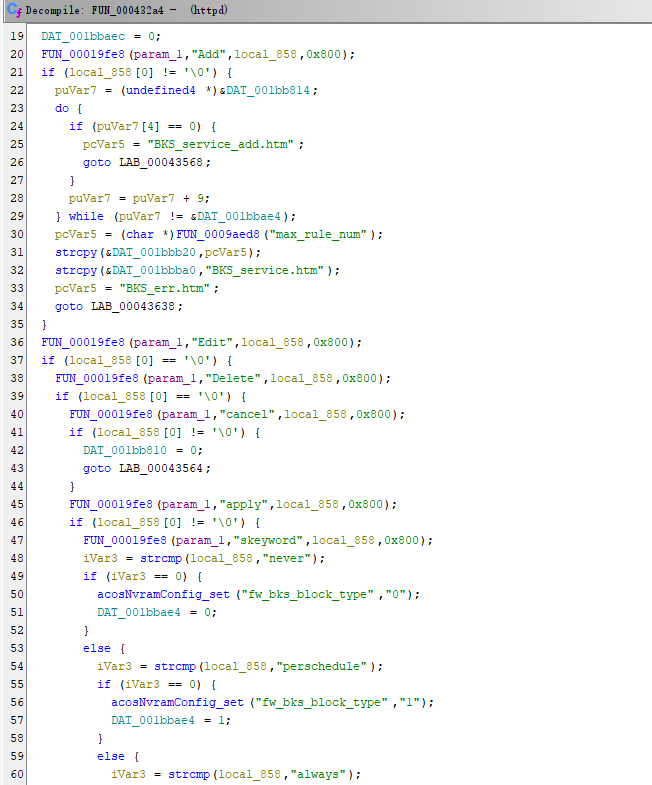 Decompile: FUN_000432a4 - (httpd)
19 DAT_001bbaec = 0;
20 FUN_00019fe8(param_1,"Add",local_858,0x800);
21 if (local_858[0] != '\0') {
22 puVar7 = (undefined4 *)&DAT_001bb814;
23 do {
24 if (puVar7[4] == 0) {
25 pcVar5 = "BKS_service_add.htm";
26 goto LAB_00043568;
27 }
28 puVar7 = puVar7 + 9;
29 } while (puVar7 != &DAT_001bbae4);
30 pcVar5 = (char *)FUN_0009aed8("max_rule_num");
31 strcpy(&DAT_001bbb20,pcVar5);
32 strcpy(&DAT_001bbba0,"BKS_service.htm");
33 pcVar5 = "BKS_err.htm";
34 goto LAB_00043638;
35 }
36 FUN_00019fe8(param_1,"Edit",local_858,0x800);
37 if (local_858[0] == '\0') {
38 FUN_00019fe8(param_1,"Delete",local_858,0x800);
39 if (local_858[0] == '\0') {
40 FUN_00019fe8(param_1,"cancel",local_858,0x800);
41 if (local_858[0] != '\0') {
42 DAT_001bb810 = 0;
43 goto LAB_00043564;
44 }
45 FUN_00019fe8(param_1,"apply",local_858,0x800);
46 if (local_858[0] != '\0') {
47 FUN_00019fe8(param_1,"skeyword",local_858,0x800);
48 iVar3 = strcmp(local_858,"never");
49 if (iVar3 == 0) {
50 acosNvramConfig_set("fw_bks_block_type","0");
51 DAT_001bbae4 = 0;
52 }
53 else {
54 iVar3 = strcmp(local_858,"perschedule");
55 if (iVar3 == 0) {
56 acosNvramConfig_set("fw_bks_block_type","1");
57 DAT_001bbae4 = 1;
58 }
59 else {
60 iVar3 = strcmp(local_858,"always");